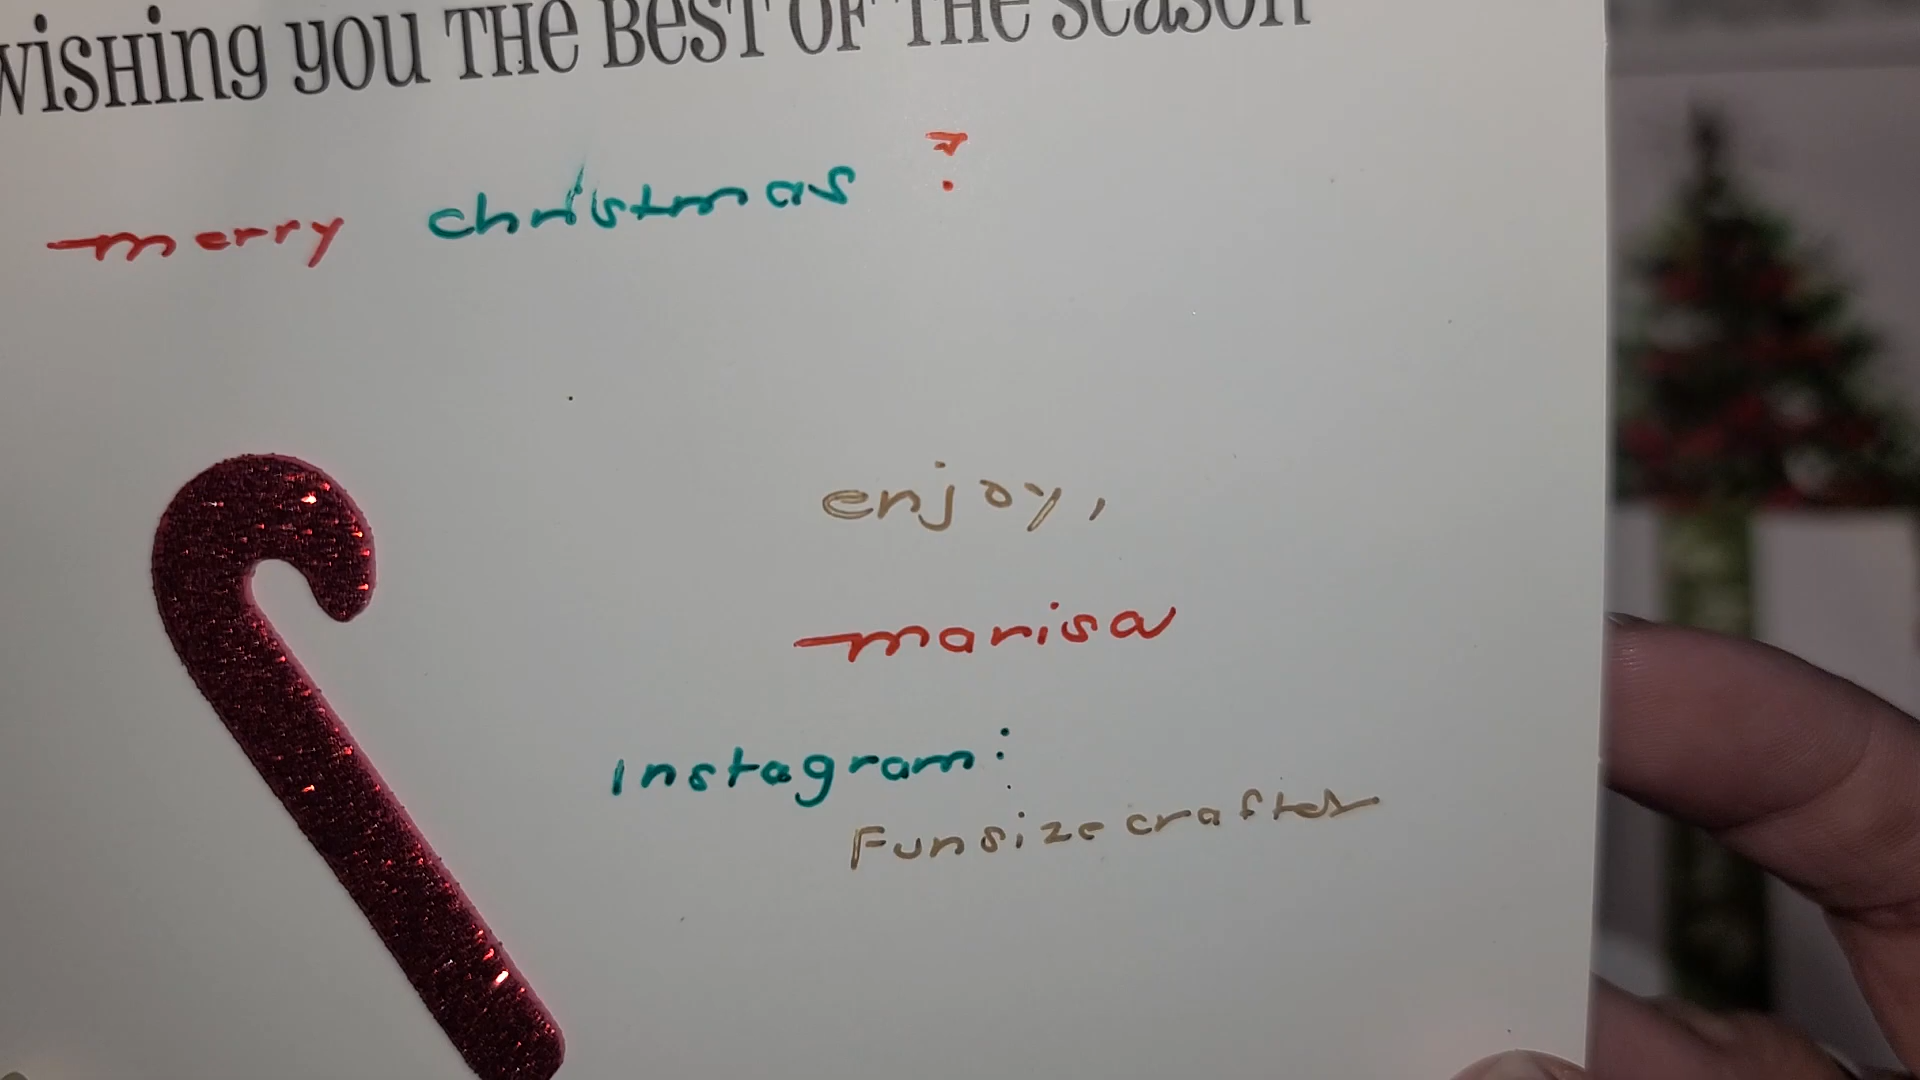 wisHing you THe BeST OF THe season
merry christmas !
enjoy,
marisa
Instagram:
Funsizecrafter